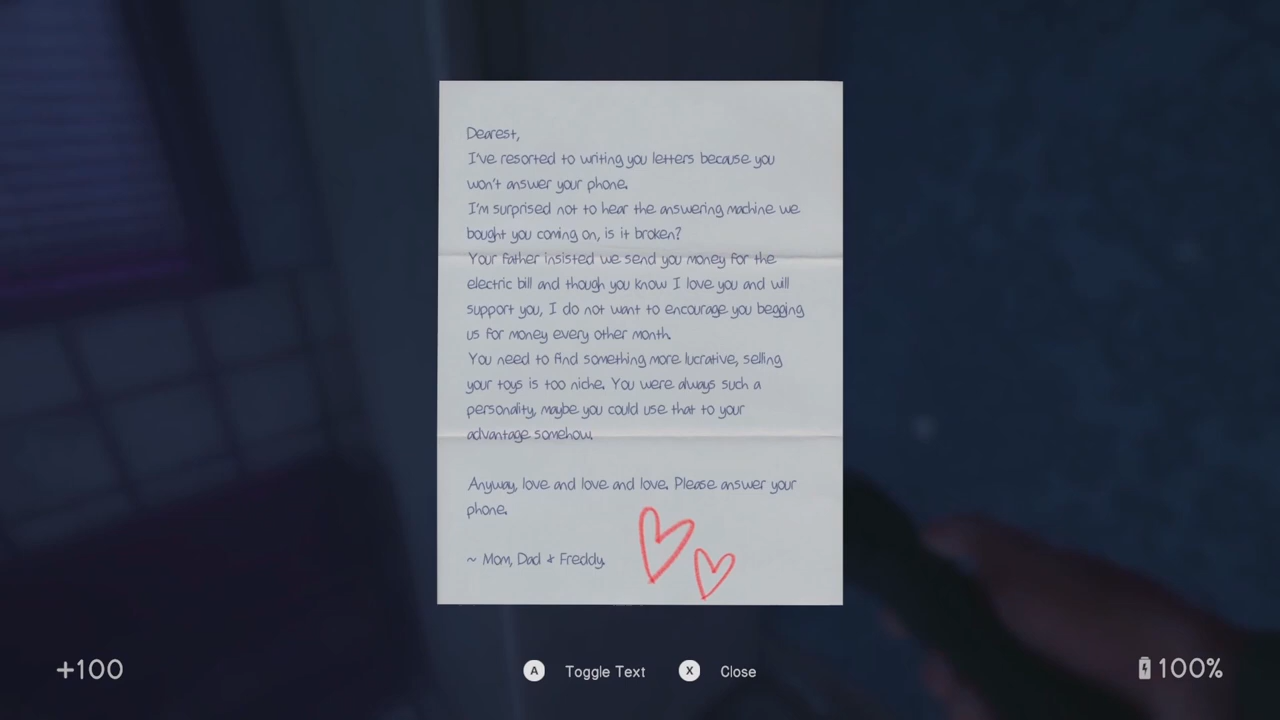 Dearest,
I've resorted to writing you letters because you
won't answer your phone.
I'm surprised not to hear the answering machine we
bought you coming on, is it broken?
Your father insisted we send you money for the
electric bill and though you know I love you and will
support you, I do not want to encourage you begging
us for money every other month.
You need to find something more lucrative, selling
your toys is too niche. You were always such a
personality, maybe you could use that to your
advantage somehow.
Anyway, love and love and love. Please answer your
phone.
~ Mom, Dad + Freddy.
+100
A Toggle Text X Close
100%